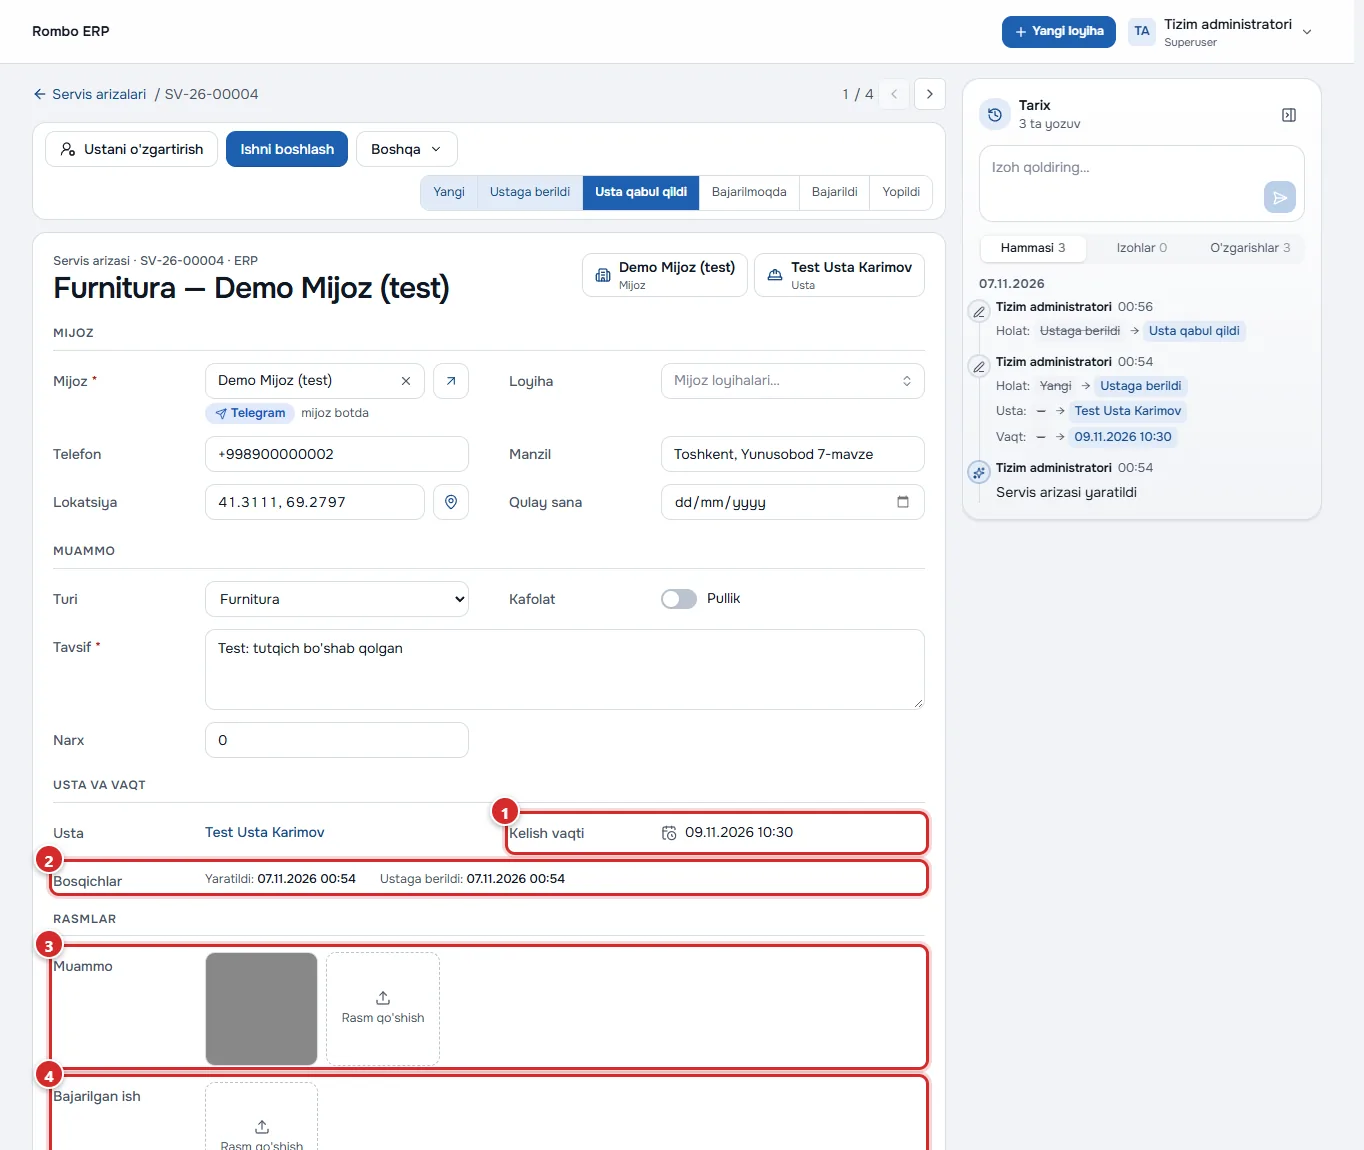 Rombo ERP
+ Yangi loyiha
TA
Tizim administratori
Superuser
← Servis arizalari / SV-26-00004
1 / 4
Ustani o'zgartirish
Ishni boshlash
Boshqa
Yangi
Ustaga berildi
Usta qabul qildi
Bajarilmoqda
Bajarildi
Yopildi
Servis arizasi · SV-26-00004 · ERP
Furnitura — Demo Mijoz (test)
Demo Mijoz (test)
Mijoz
Test Usta Karimov
Usta
MIJOZ
Mijoz *
Demo Mijoz (test)
Loyiha
Mijoz loyihalari...
Telegram
mijoz botda
Telefon
+998900000002
Manzil
Toshkent, Yunusobod 7-mavze
Lokatsiya
41.3111, 69.2797
Qulay sana
dd/mm/yyyy
MUAMMO
Turi
Furnitura
Kafolat
Pullik
Tavsif *
Test: tutqich bo'shab qolgan
Narx
0
USTA VA VAQT
Usta
Test Usta Karimov
1
Kelish vaqti
09.11.2026 10:30
2
Bosqichlar
Yaratildi: 07.11.2026 00:54
Ustaga berildi: 07.11.2026 00:54
RASMLAR
3
Muammo
Rasm qo'shish
4
Bajarilgan ish
Rasm qo'shish
Tarix
3 ta yozuv
Izoh qoldiring...
Hammasi 3
Izohlar 0
O'zgarishlar 3
07.11.2026
Tizim administratori 00:56
Holat: Ustaga berildi → Usta qabul qildi
Tizim administratori 00:54
Holat: Yangi → Ustaga berildi
Usta: — → Test Usta Karimov
Vaqt: — → 09.11.2026 10:30
Tizim administratori 00:54
Servis arizasi yaratildi